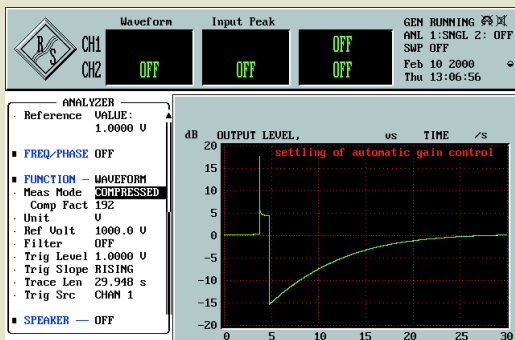 Waveform Input Peak
R S
CH1 OFF
CH2 OFF OFF OFF
GEN RUNNING
ANL 1:SNGL 2: OFF
SWP OFF
Feb 10 2000
Thu 13:06:56
ANALYZER
Reference VALUE:
1.0000 V
FREQ/PHASE OFF
FUNCTION WAVEFORM
Meas Mode COMPRESSED
Comp Fact 192
Unit V
Ref Volt 1000.0 V
Filter OFF
Trig Level 1.0000 V
Trig Slope RISING
Trace Len 29.948 s
Trig Src CHAN 1
SPEAKER OFF
dB OUTPUT LEVEL, vs TIME /s
settling of automatic gain control
20
15
10
5
0
-5
-10
-15
-20
0 5 10 15 20 25 30